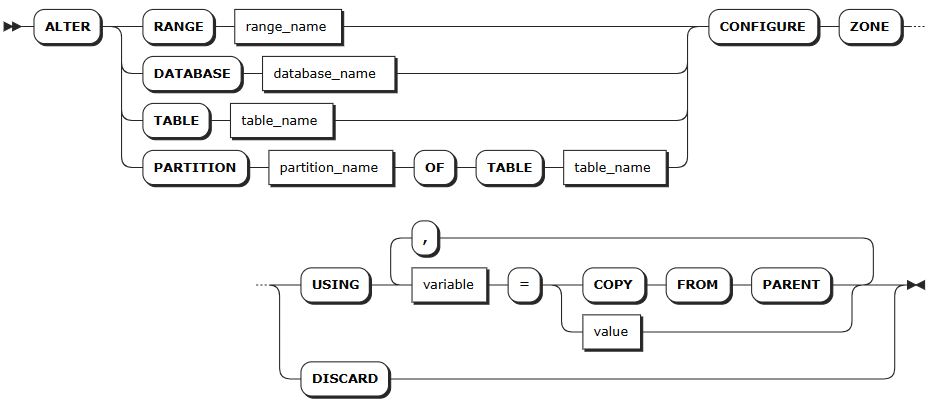 ALTER RANGE range_name CONFIGURE ZONE
DATABASE database_name
TABLE table_name
PARTITION partition_name OF TABLE table_name
,
USING variable = COPY FROM PARENT
value
DISCARD